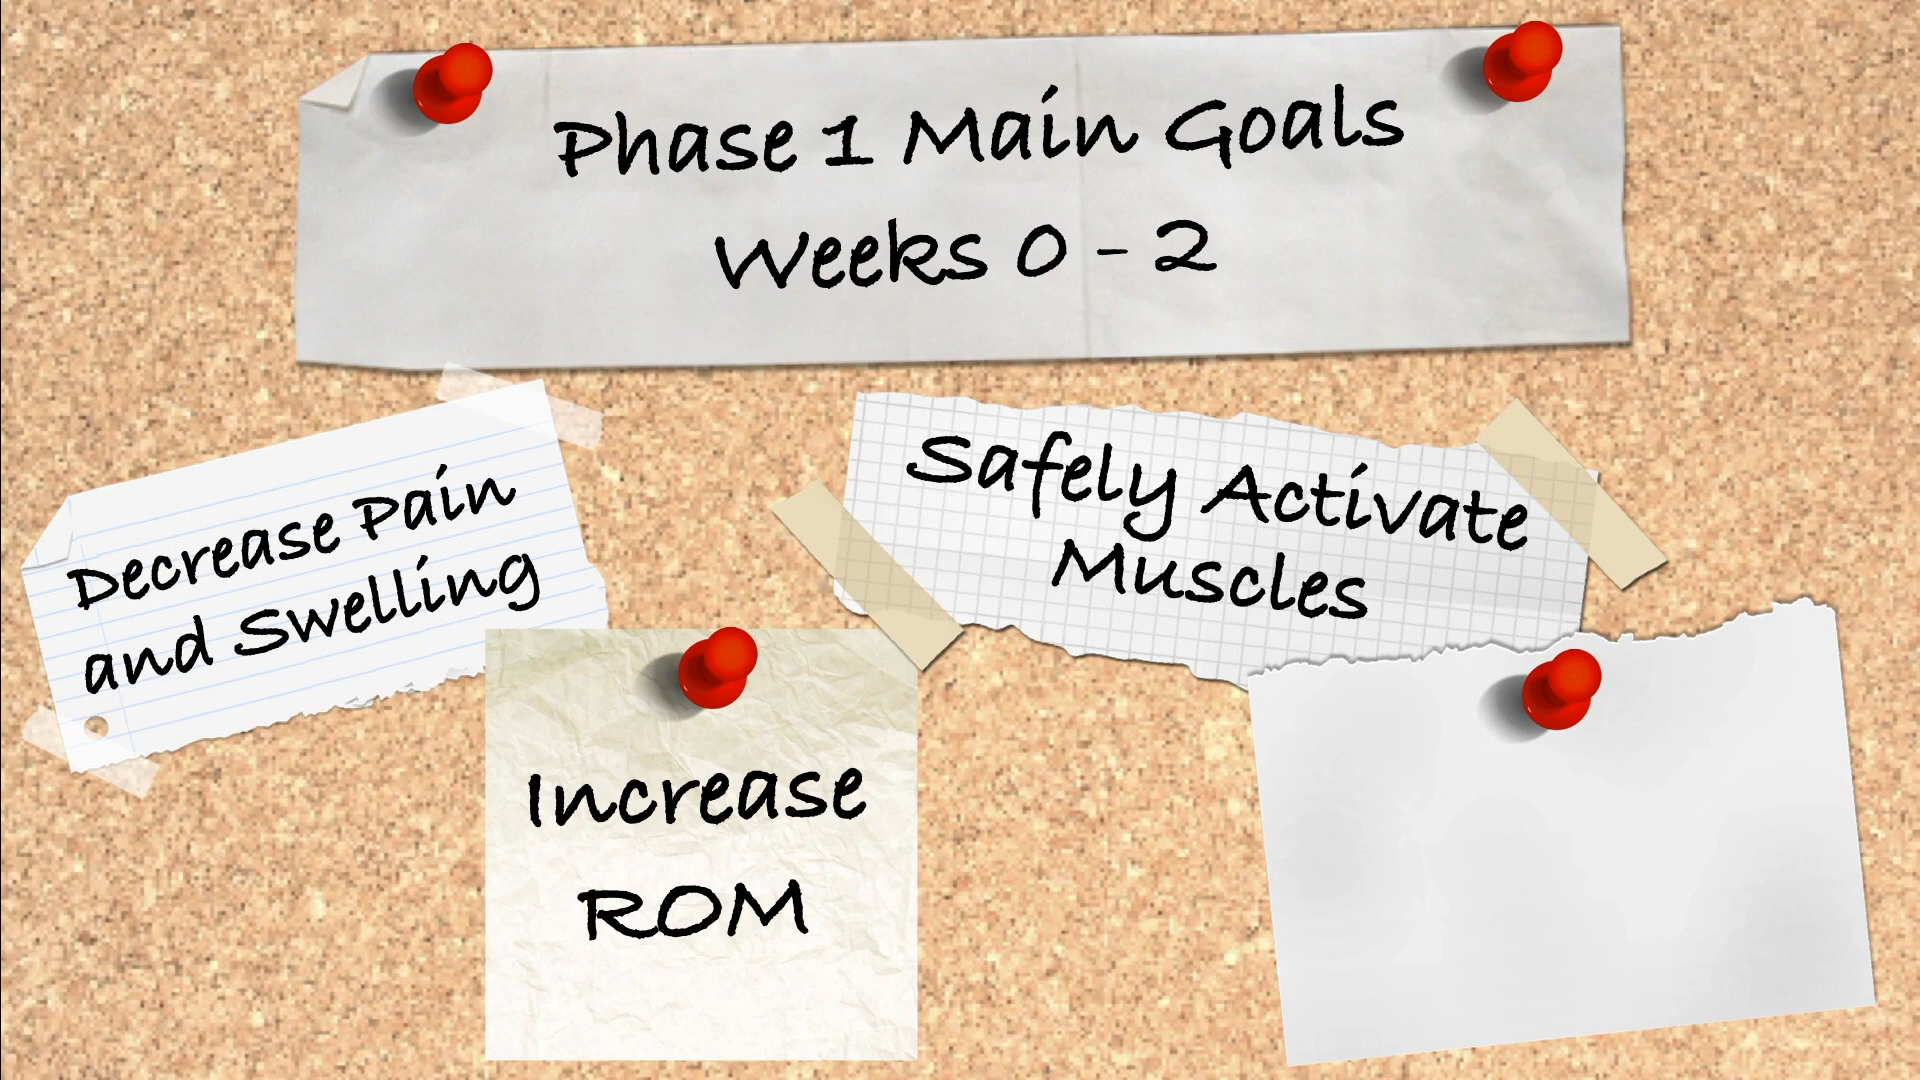 Phase 1 Main Goals
Weeks 0 - 2
Decrease Pain
and Swelling
Safely Activate
Muscles
Increase
ROM